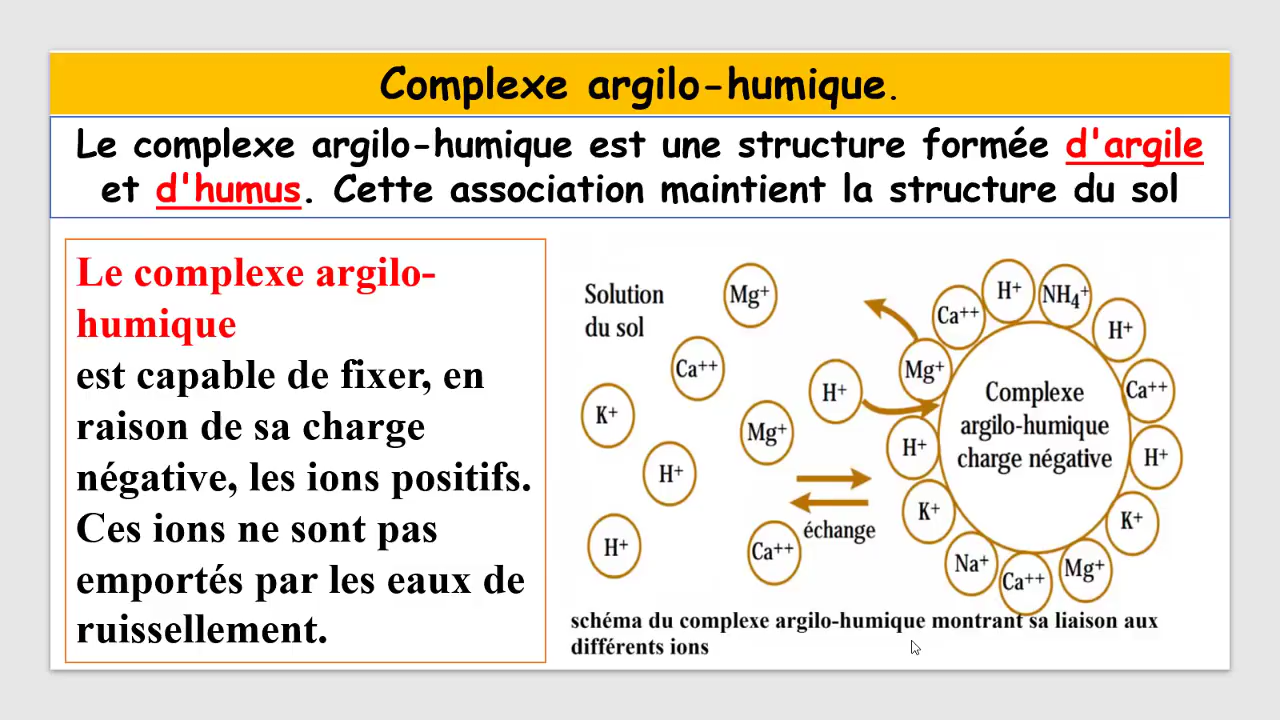 Complexe argilo-humique.
Le complexe argilo-humique est une structure formée d'argile
et d'humus. Cette association maintient la structure du sol
Le complexe argilo-
humique
est capable de fixer, en
raison de sa charge
négative, les ions positifs.
Ces ions ne sont pas
emportés par les eaux de
ruissellement.
Solution
du sol
Mg⁺
Ca⁺⁺
K⁺
H⁺
Mg⁺
H⁺
H⁺
Ca⁺⁺
échange
Ca⁺⁺
H⁺
NH₄⁺
H⁺
Ca⁺⁺
H⁺
K⁺
Mg⁺
Ca⁺⁺
Na⁺
K⁺
H⁺
Mg⁺
Complexe
argilo-humique
charge négative
schéma du complexe argilo-humique montrant sa liaison aux
différents ions